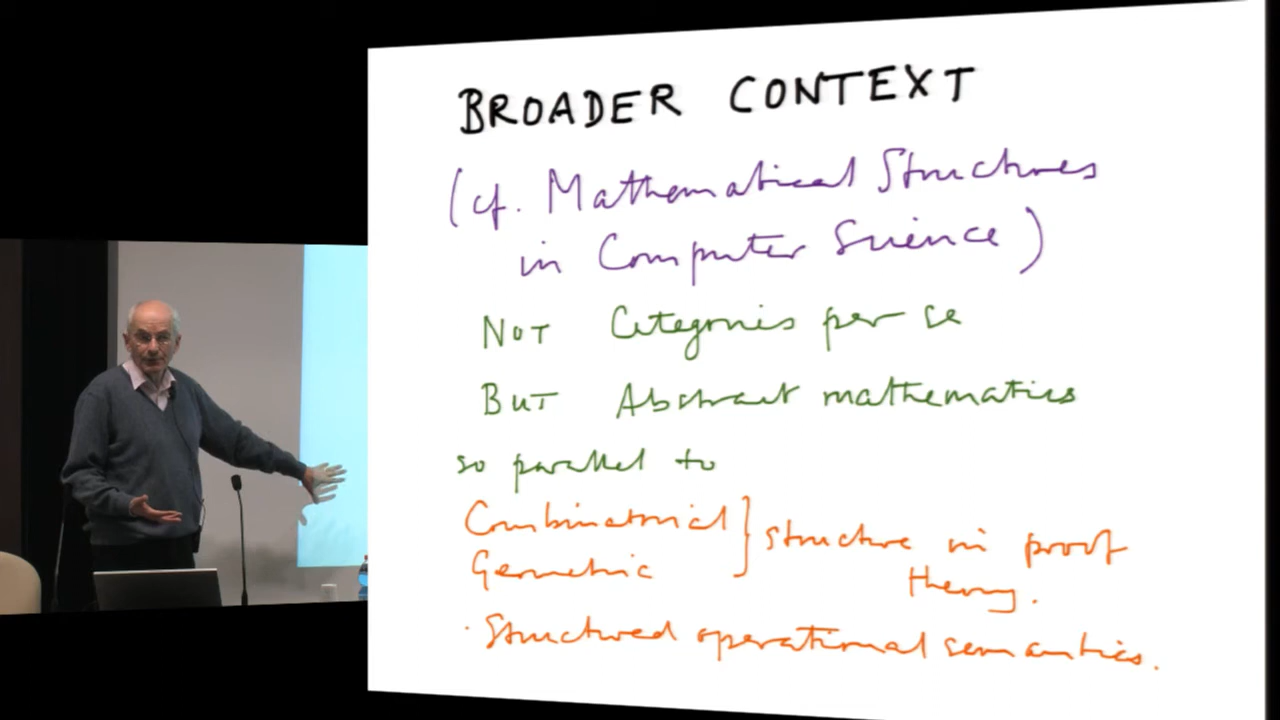 BROADER CONTEXT
(cf. Mathematical Structures
in Computer Science)
NOT Categories per se
BUT Abstract mathematics
so parallel to
Combinatorial
Geometric } structure in proof
theory.
· Structured operational semantics.